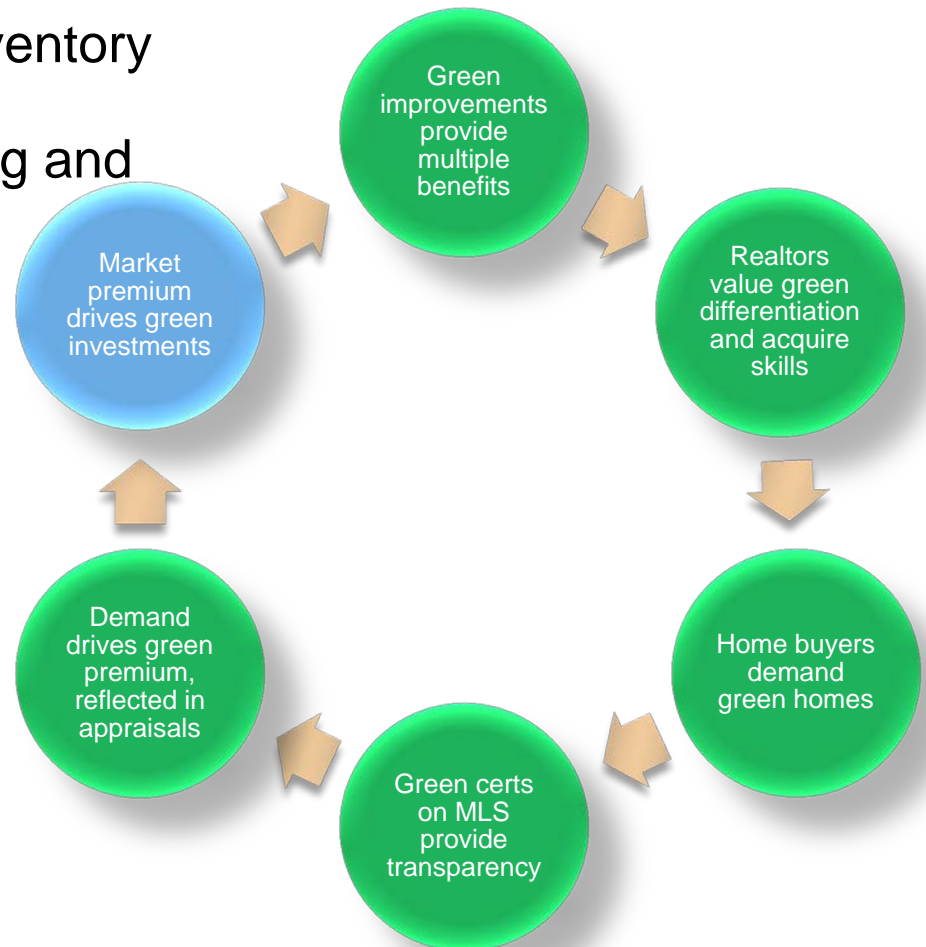 and
Green
improvements
provide
multiple
benefits
Realtors
value green
differentiation
and acquire
skills
Home buyers
demand
green homes
Green certs
on MLS
provide
transparency
Demand
drives green
premium,
reflected in
appraisals
Market
premium
drives green
investments